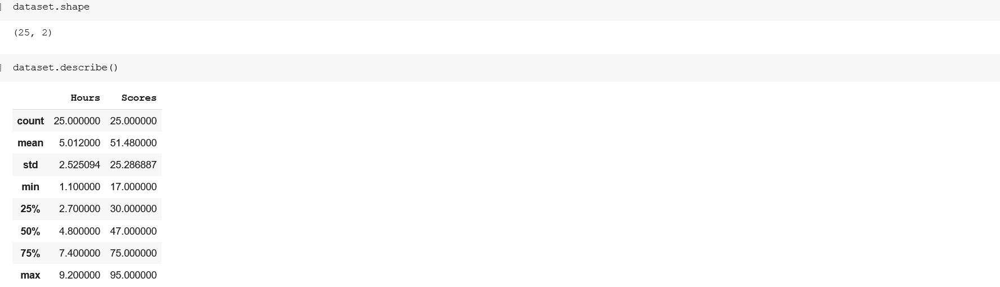 dataset.shape
(25, 2)
dataset.describe()
Hours Scores
count 25.000000 25.000000
mean 5.012000 51.480000
std 2.525094 25.286887
min 1.100000 17.000000
25% 2.700000 30.000000
50% 4.800000 47.000000
75% 7.400000 75.000000
max 9.200000 95.000000